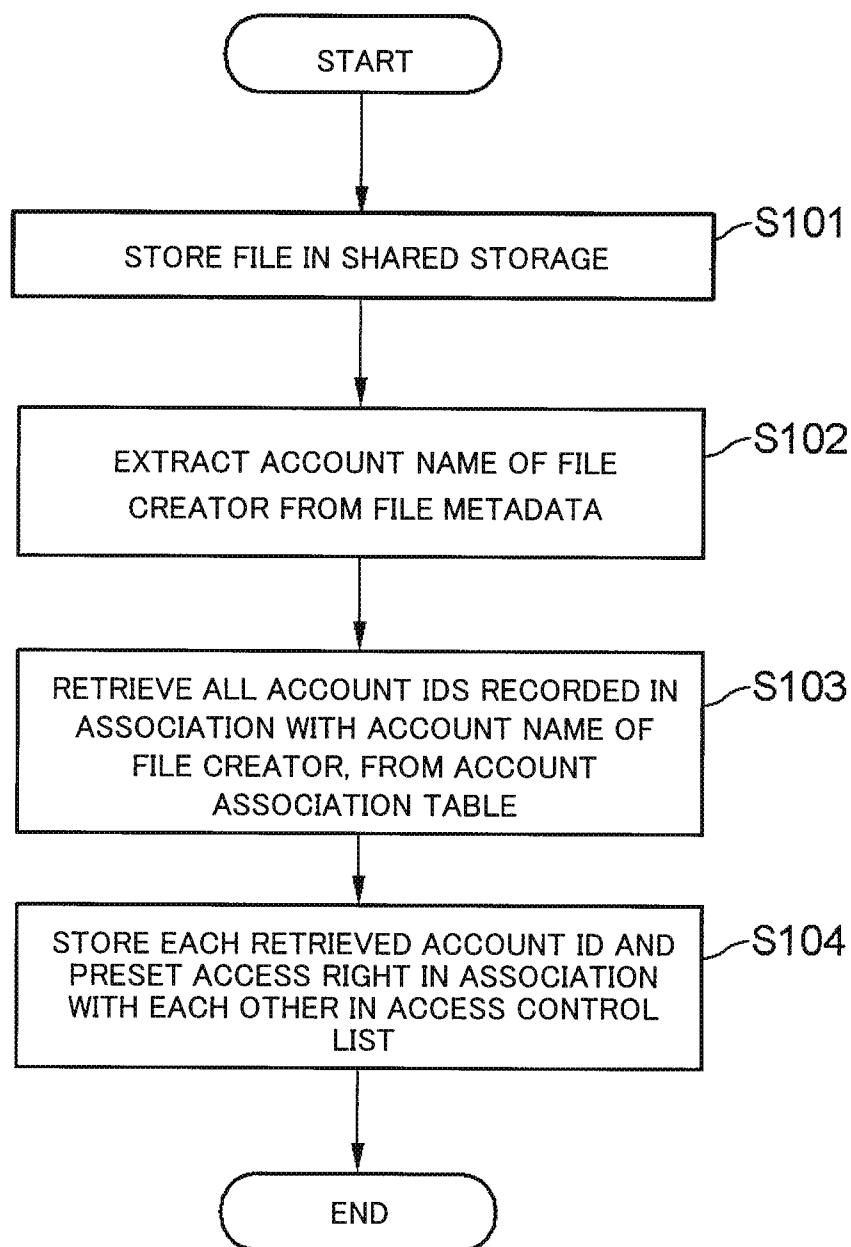 START
STORE FILE IN SHARED STORAGE
S101
EXTRACT ACCOUNT NAME OF FILE
CREATOR FROM FILE METADATA
S102
RETRIEVE ALL ACCOUNT IDS RECORDED IN
ASSOCIATION WITH ACCOUNT NAME OF
FILE CREATOR, FROM ACCOUNT
ASSOCIATION TABLE
S103
STORE EACH RETRIEVED ACCOUNT ID AND
PRESET ACCESS RIGHT IN ASSOCIATION
WITH EACH OTHER IN ACCESS CONTROL
LIST
S104
END